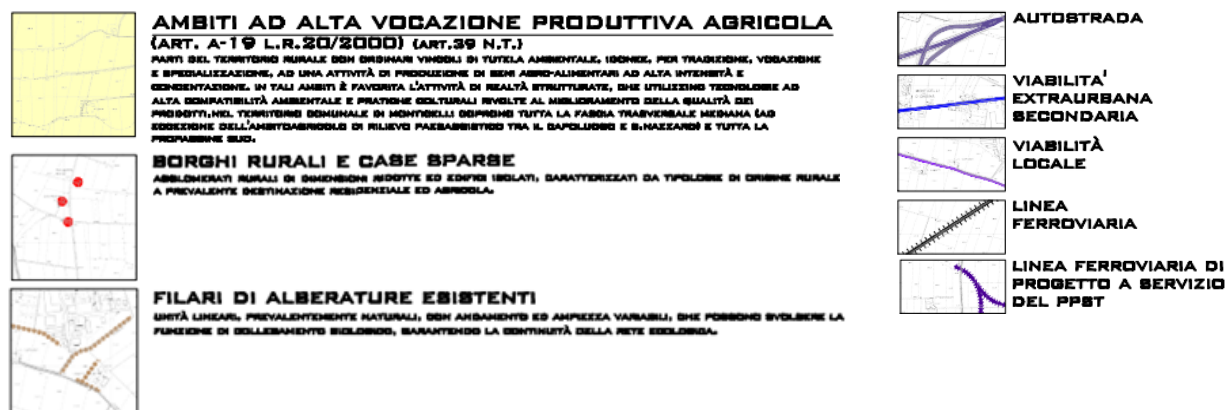 AMBITI AD ALTA VOCAZIONE PRODUTTIVA AGRICOLA
(ART. A-19 L.R.20/2000) (ART.39 N.T.)
PARTI DEL TERRITORIO RURALE CON ORDINARI VINCOLI DI TUTELA AMBIENTALE, IDONEE, PER TRADIZIONE, VOCAZIONE
E SPECIALIZZAZIONE, AD UNA ATTIVITÀ DI PRODUZIONE DI BENI AGRO-ALIMENTARI AD ALTA INTENSITÀ E
CONCENTAZIONE. IN TALI AMBITI È FAVORITA L'ATTIVITÀ DI REALTÀ STRUTTURATE, CHE UTILIZZINO TECNOLOGIE AD
ALTA COMPATIBILITÀ AMBIENTALE E PRATICHE COLTURALI RIVOLTE AL MIGLIORAMENTO DELLA QUALITÀ DEI
PRODOTTI.NEL TERRITORIO COMUNALE DI MONTICELLI COPRONO TUTTA LA FASCIA TRASVERSALE MEDIANA (AD
ECCEZIONE DELL'AMBITOAGRICOLO DI RILIEVO PAESAGGISTICO TRA IL CAPOLUOGO E S.NAZZARO) E TUTTA LA
PROPAGGINE SUD.
BORGHI RURALI E CASE SPARSE
AGGLOMERATI RURALI DI DIMENSIONI RIDOTTE ED EDIFICI ISOLATI, CARATTERIZZATI DA TIPOLOGIE DI ORIGINE RURALE
A PREVALENTE DESTINAZIONE RESIDENZIALE ED AGRICOLA.
FILARI DI ALBERATURE ESISTENTI
UNITÀ LINEARI, PREVALENTEMENTE NATURALI, CON ANDAMENTO ED AMPIEZZA VARIABILI, CHE POSSONO SVOLGERE LA
FUNZIONE DI COLLEGAMENTO BIOLOGICO, GARANTENDO LA CONTINUITÀ DELLA RETE ECOLOGICA.
AUTOSTRADA
VIABILITA'
EXTRAURBANA
SECONDARIA
VIABILITÀ
LOCALE
LINEA
FERROVIARIA
LINEA FERROVIARIA DI
PROGETTO A SERVIZIO
DEL PPST